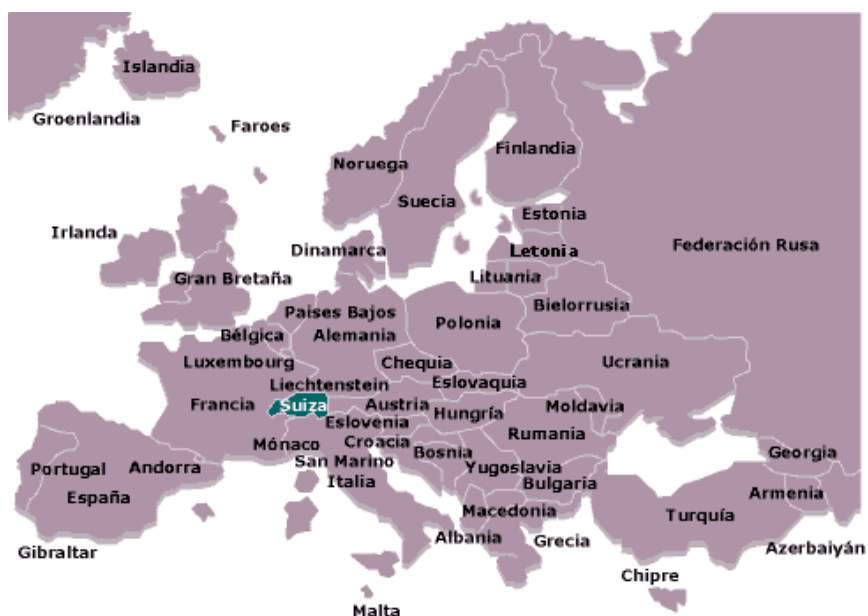 Islandia
Groenlandia
Faroes
Noruega
Finlandia
Suecia
Estonia
Irlanda
Dinamarca
Letonia
Federación Rusa
Gran Bretaña
Lituania
Bielorrusia
Paises Bajos
Polonia
Bélgica
Alemania
Luxembourg
Chequia
Ucrania
Liechtenstein
Eslovaquia
Francia
Suiza
Austria
Hungría
Moldavia
Eslovenia
Rumania
Mónaco
Croacia
Bosnia
Georgia
Portugal
Andorra
San Marino
Yugoslavia
Italia
Bulgaria
España
Armenia
Macedonia
Turquía
Gibraltar
Albania
Grecia
Azerbaiyán
Chipre
Malta